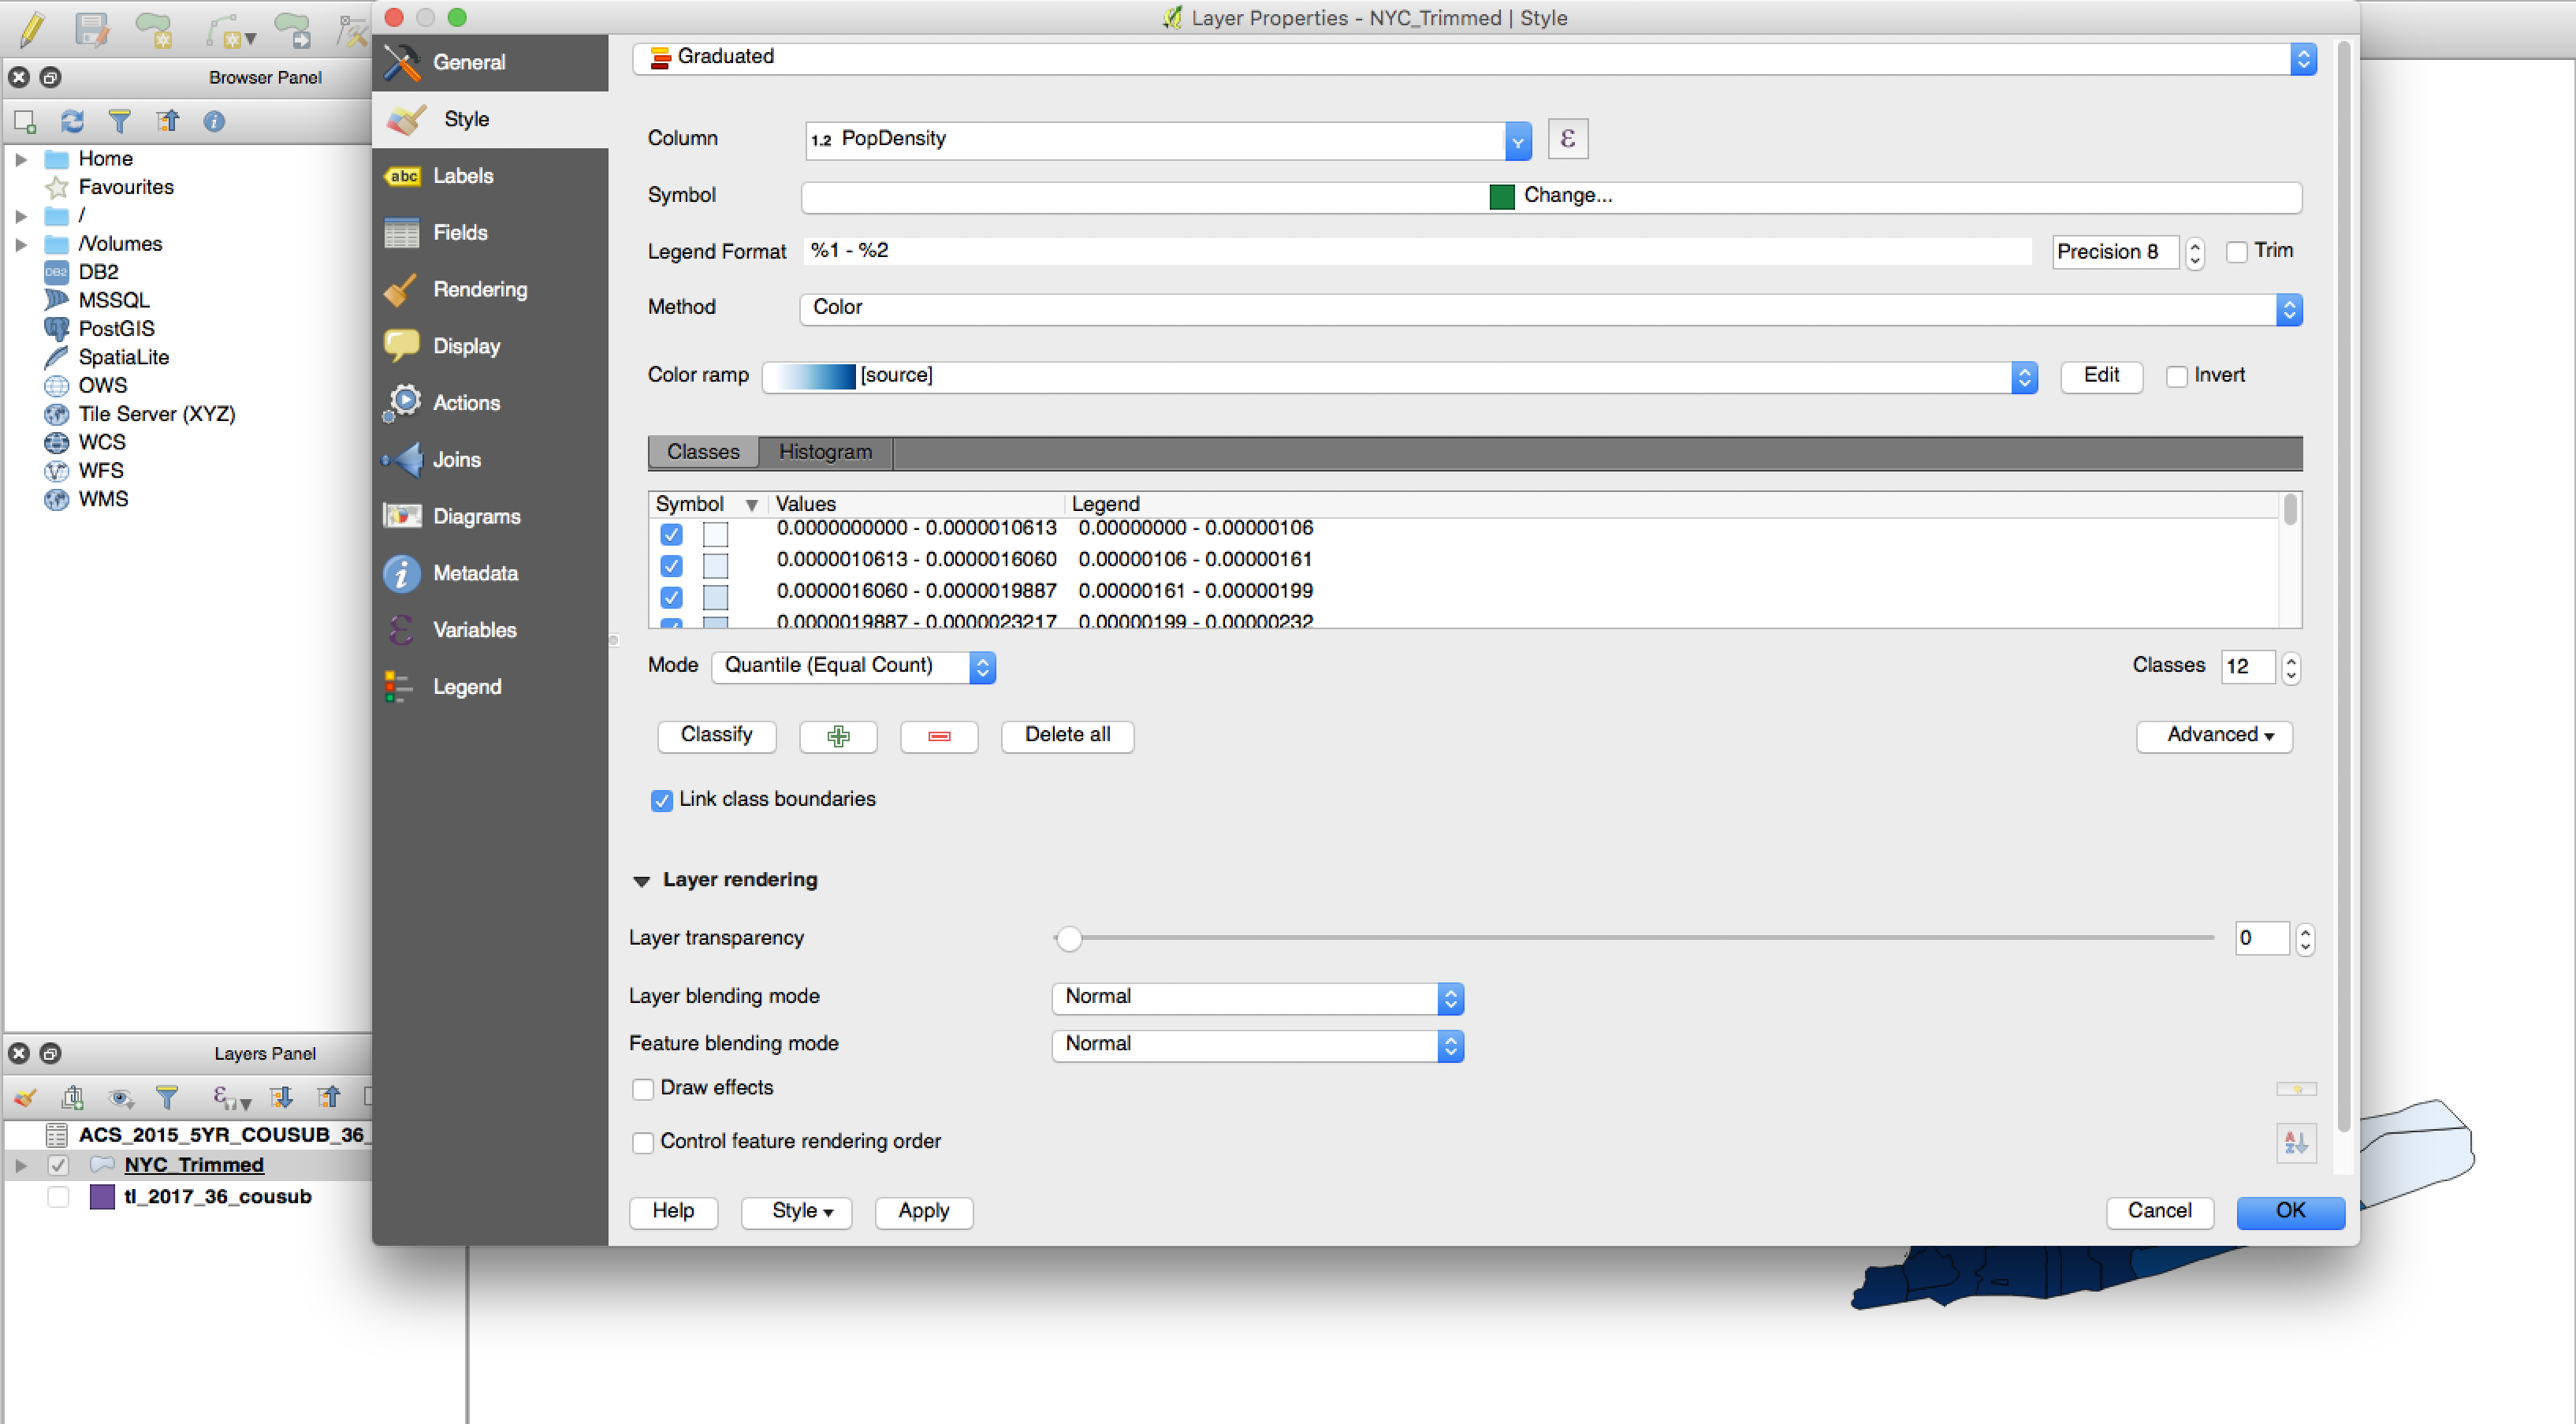 Layer Properties - NYC_Trimmed | Style
Browser Panel
Home
Favourites
/
/Volumes
DB2
DB2
MSSQL
PostGIS
SpatiaLite
OWS
Tile Server (XYZ)
WCS
WFS
WMS
Layers Panel
ACS_2015_5YR_COUSUB_36_
NYC_Trimmed
tl_2017_36_cousub
General
Style
abc Labels
Fields
Rendering
Display
Actions
Joins
Diagrams
Metadata
Variables
Legend
Graduated
Column 1.2 PopDensity ε
Symbol Change...
Legend Format %1 - %2 Precision 8 Trim
Method Color
Color ramp [source] Edit Invert
Classes Histogram
Symbol Values Legend
0.0000000000 - 0.0000010613 0.00000000 - 0.00000106
0.0000010613 - 0.0000016060 0.00000106 - 0.00000161
0.0000016060 - 0.0000019887 0.00000161 - 0.00000199
0.0000019887 - 0.0000023217 0.00000199 - 0.00000232
Mode Quantile (Equal Count) Classes 12
Classify Delete all Advanced
Link class boundaries
Layer rendering
Layer transparency 0
Layer blending mode Normal
Feature blending mode Normal
Draw effects
Control feature rendering order
AZ
Help Style Apply Cancel OK